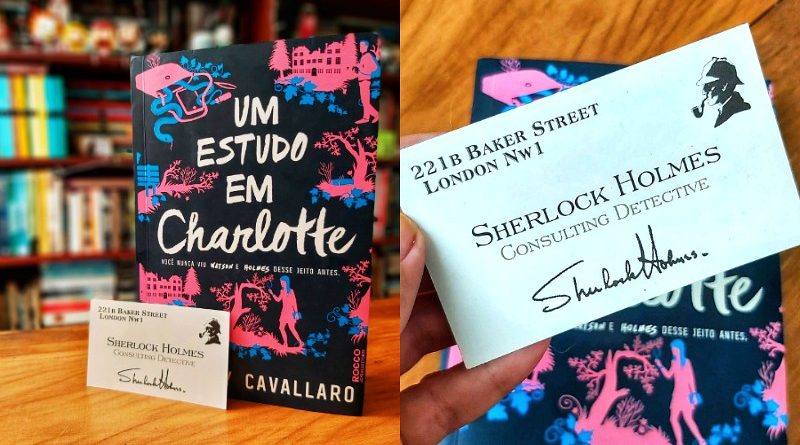 UM
ESTUDO
EM
Charlotte
VOCÊ NUNCA VIU WATSON E HOLMES DESSE JEITO ANTES.
CAVALLARO
ROCCO
221B BAKER STREET
LONDON NW1
SHERLOCK HOLMES
CONSULTING DETECTIVE
Sherlock Holmes.
221B BAKER STREET
LONDON NW1
SHERLOCK HOLMES
CONSULTING DETECTIVE
Sherlock Holmes.
E HOLMES DESSE JEITO ANTES.